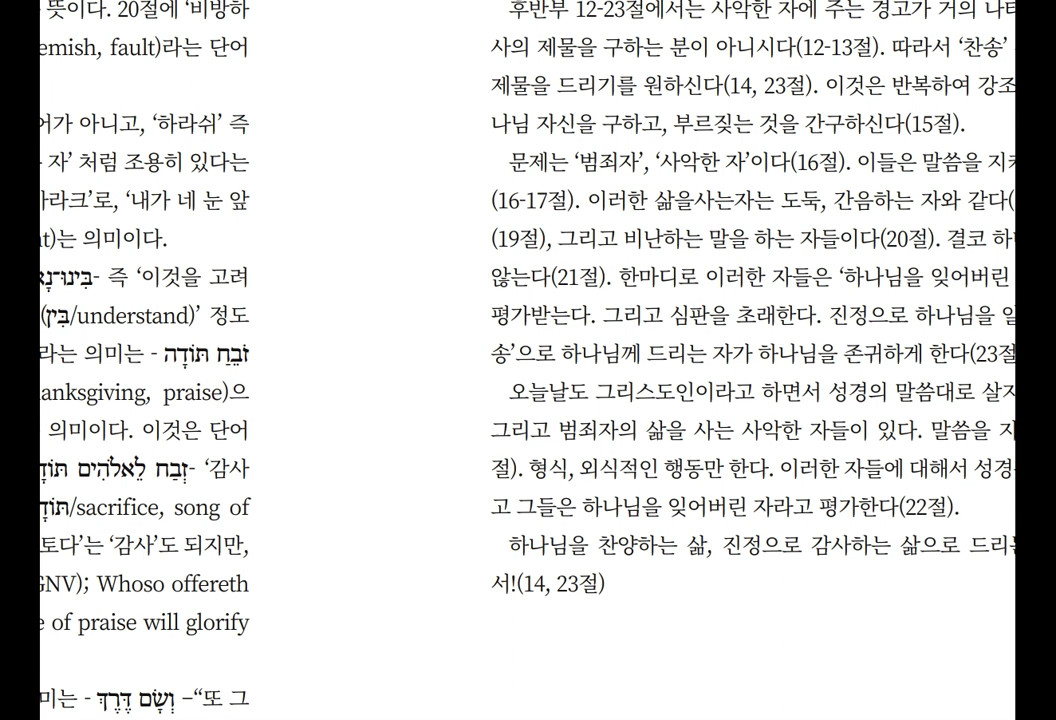 뜻이다. 20절에 ‘비방하
emish, fault)라는 단어
어가 아니고, ‘하라쉬’ 즉
자’ 처럼 조용히 있다는
‘내가 네 눈 앞
는 의미이다.
즉 ‘이것을 고려
(בִּין/understand)’ 정도
라는 의미는 - זֹבֵחַ תּוֹדָה
anksgiving, praise)으
의미이다. 이것은 단어
זְבַח לֵאלֹהִים - ‘감사
/sacrifice, song of
토다’는 ‘감사’도 되지만,
GNV); Whoso offereth
of praise will glorify
미는 - וְשָׂם דֶּרֶךְ –“또 그
후반부 12-23절에서는 사악한 자에 주는 경고가 거의
사의 제물을 구하는 분이 아니시다(12-13절). 따라서 ‘찬송’
제물을 드리기를 원하신다(14, 23절). 이것은 반복하여 강조
나님 자신을 구하고, 부르짖는 것을 간구하신다(15절).
문제는 ‘범죄자’, ‘사악한 자’이다(16절). 이들은 말씀을
(16-17절). 이러한 삶을사는자는 도둑, 간음하는 자와 같다(
(19절), 그리고 비난하는 말을 하는 자들이다(20절). 결코
않는다(21절). 한마디로 이러한 자들은 ‘하나님을 잊어버린
평가받는다. 그리고 심판을 초래한다. 진정으로 하나님을
송’으로 하나님께 드리는 자가 하나님을 존귀하게 한다(23절
오늘날도 그리스도인이라고 하면서 성경의 말씀대로
그리고 범죄자의 삶을 사는 사악한 자들이 있다. 말씀을
절). 형식, 외식적인 행동만 한다. 이러한 자들에 대해서 성경
고 그들은 하나님을 잊어버린 자라고 평가한다(22절).
하나님을 찬양하는 삶, 진정으로 감사하는 삶으로
서!(14, 23절)